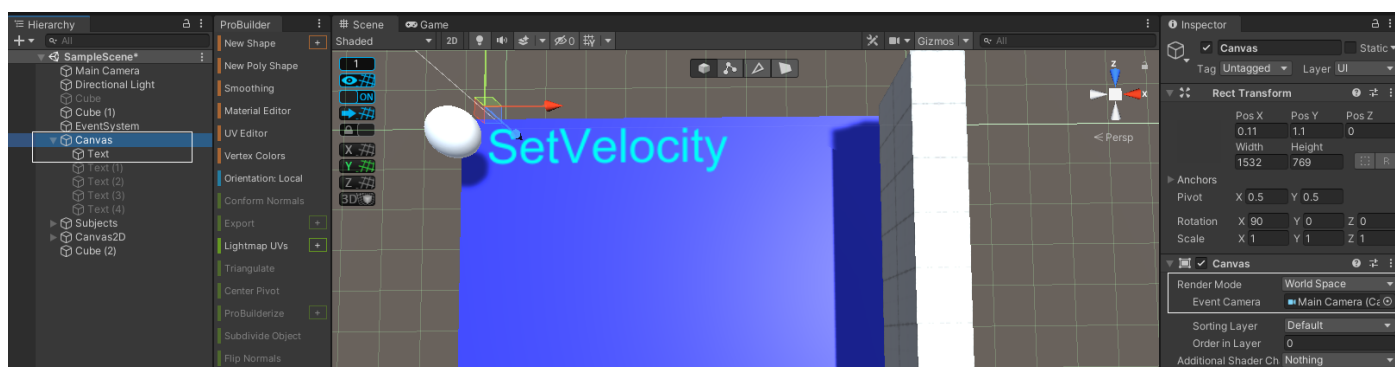 Hierarchy
All
SampleScene*
Main Camera
Directional Light
Cube
Cube (1)
EventSystem
Canvas
Text
Text (1)
Text (2)
Text (3)
Text (4)
Subjects
Canvas2D
Cube (2)
ProBuilder
New Shape +
New Poly Shape
Smoothing
Material Editor
UV Editor
Vertex Colors
Orientation: Local
Conform Normals
Export +
Lightmap UVs +
Triangulate
Center Pivot
ProBuilderize +
Subdivide Object
Flip Normals
Scene Game
Shaded 2D 0 Gizmos All
1
ON
X
Y
Z
3D
SetVelocity
z
x
Persp
Inspector
Canvas Static
Tag Untagged Layer UI
Rect Transform
Pos X Pos Y Pos Z
0.11 1.1 0
Width Height
1532 769 R
Anchors
Pivot X 0.5 Y 0.5
Rotation X 90 Y 0 Z 0
Scale X 1 Y 1 Z 1
Canvas
Render Mode World Space
Event Camera Main Camera (Ca
Sorting Layer Default
Order in Layer 0
Additional Shader Ch Nothing